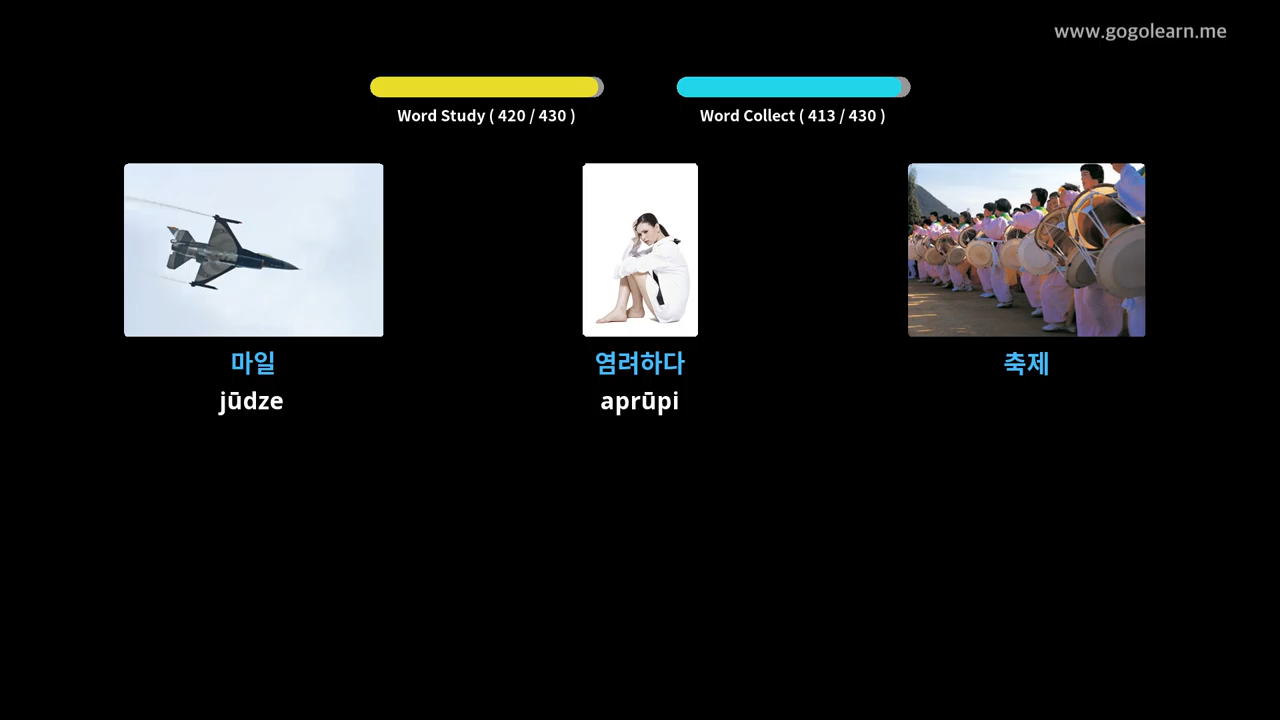 www.gogolearn.me
Word Study ( 420 / 430 )
Word Collect ( 413 / 430 )
마일
jūdze
염려하다
aprūpi
축제